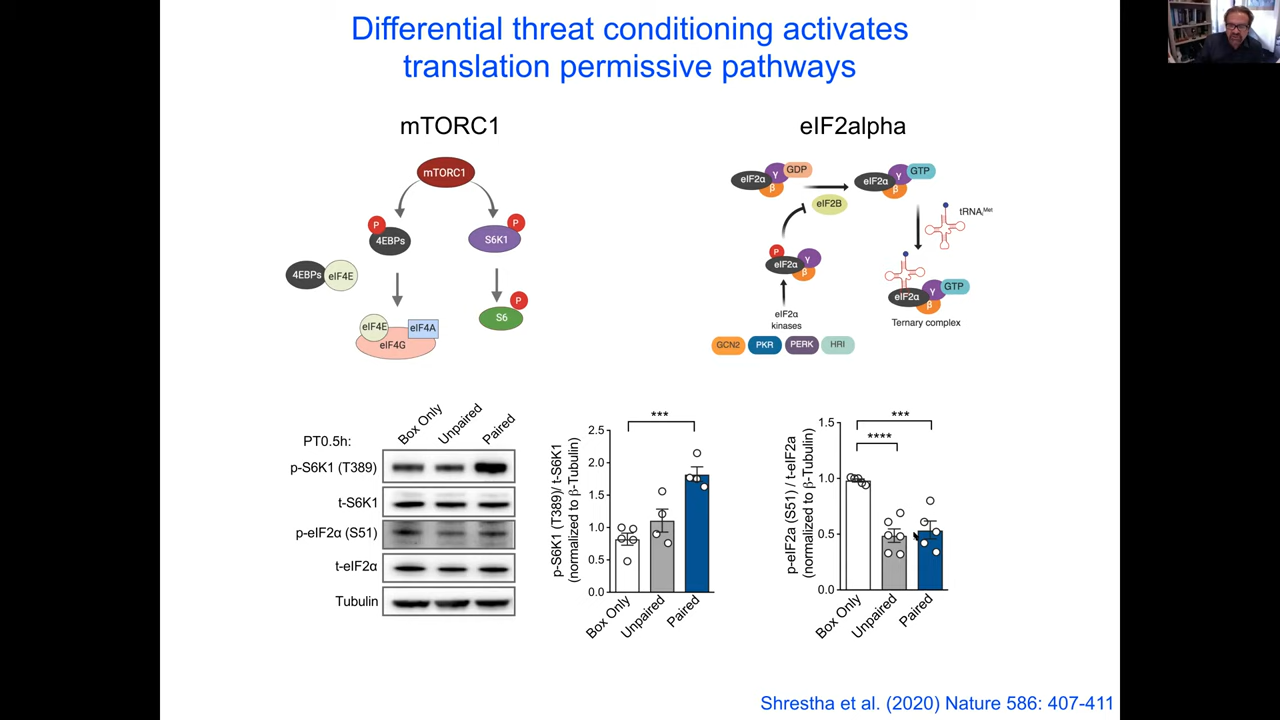 Differential threat conditioning activates
translation permissive pathways
mTORC1
mTORC1
P
4EBPs
P
S6K1
4EBPs
eIF4E
P
S6
eIF4E
eIF4A
eIF4G
eIF2alpha
eIF2α
γ
β
GDP
eIF2B
eIF2α
γ
β
GTP
tRNAᵢᴹᵉᵗ
P
eIF2α
γ
β
eIF2α
kinases
GCN2
PKR
PERK
HRI
eIF2α
γ
β
GTP
Ternary complex
PT0.5h:
Box Only
Unpaired
Paired
p-S6K1 (T389)
t-S6K1
p-eIF2α (S51)
t-eIF2α
Tubulin
p-S6K1 (T389)/ t-S6K1
(normalized to β-Tubulin)
2.5
2.0
1.5
1.0
0.5
0.0
***
Box Only
Unpaired
Paired
p-eIF2a (S51) / t-eIF2a
(normalized to β-Tubulin)
1.5
1.0
0.5
0.0
***
****
Box Only
Unpaired
Paired
Shrestha et al. (2020) Nature 586: 407-411